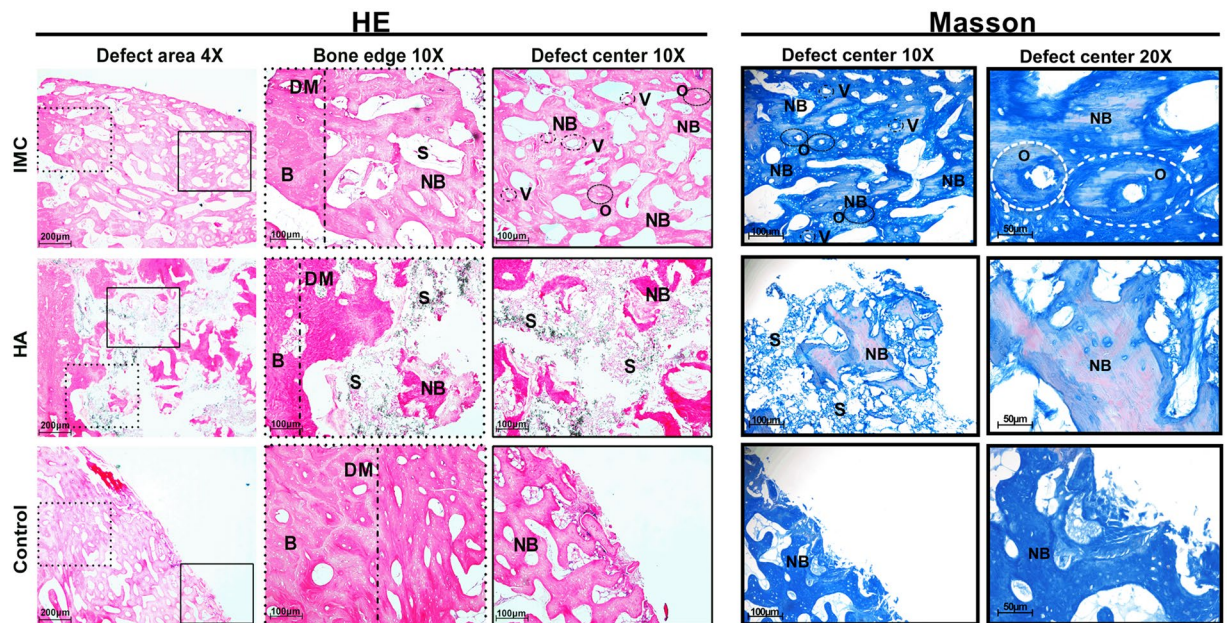 HE Masson
Defect area 4X Bone edge 10X Defect center 10X Defect center 10X Defect center 20X
IMC
200μm
DM
B
S
NB
100μm
O
V
NB
NB
V
V
O
NB
100μm
V
NB
V
O
NB
NB
NB
O
V
100μm
NB
O
O
50μm
HA
200μm
DM
S
B
S
NB
100μm
NB
S
S
100μm
S
NB
S
100μm
NB
50μm
Control
200μm
DM
B
100μm
NB
100μm
NB
100μm
NB
50μm